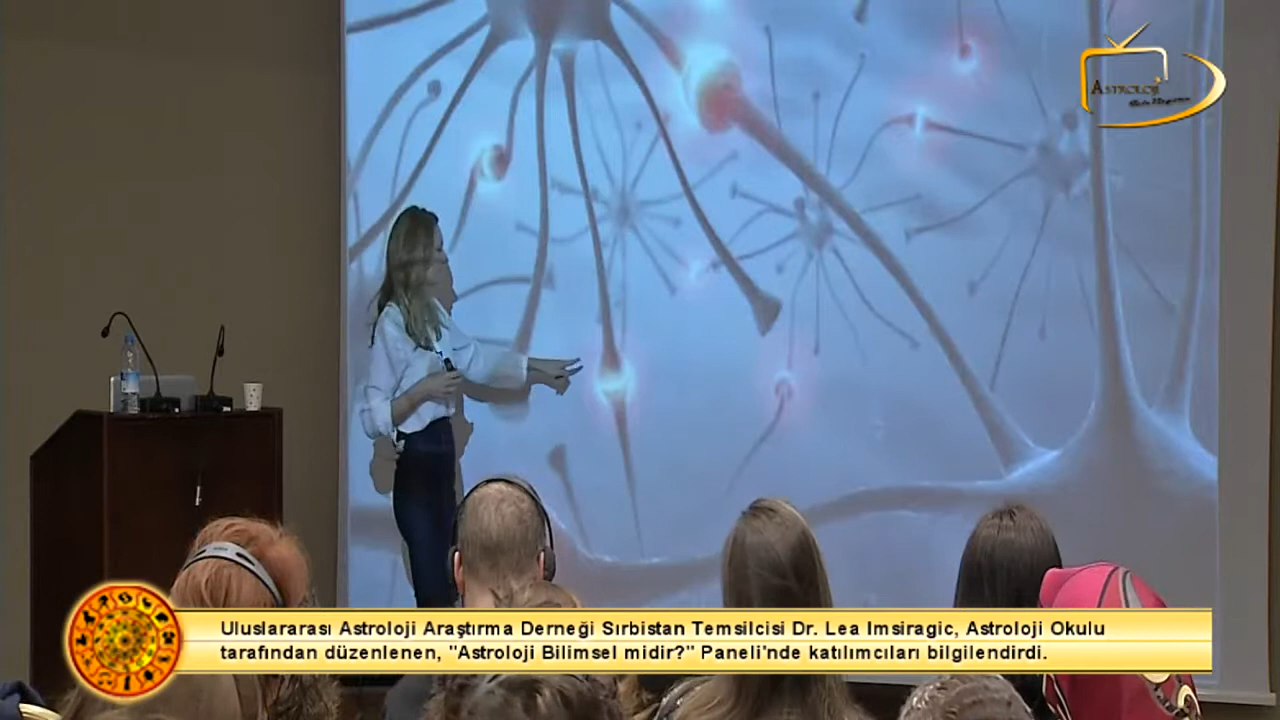 ASTROLOJİ
Uluslararası Astroloji Araştırma Derneği Sırbistan Temsilcisi Dr. Lea Imsiragic, Astroloji Okulu
tarafından düzenlenen, "Astroloji Bilimsel midir?" Paneli'nde katılımcıları bilgilendirdi.